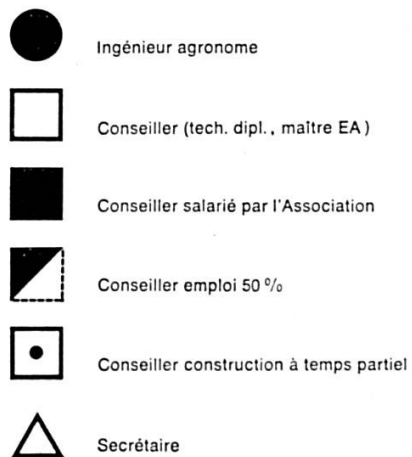 Ingénieur agronome
Conseiller (tech. dipl., maître EA)
Conseiller salarié par l'Association
Conseiller emploi 50 %
Conseiller construction à temps partiel
Secrétaire